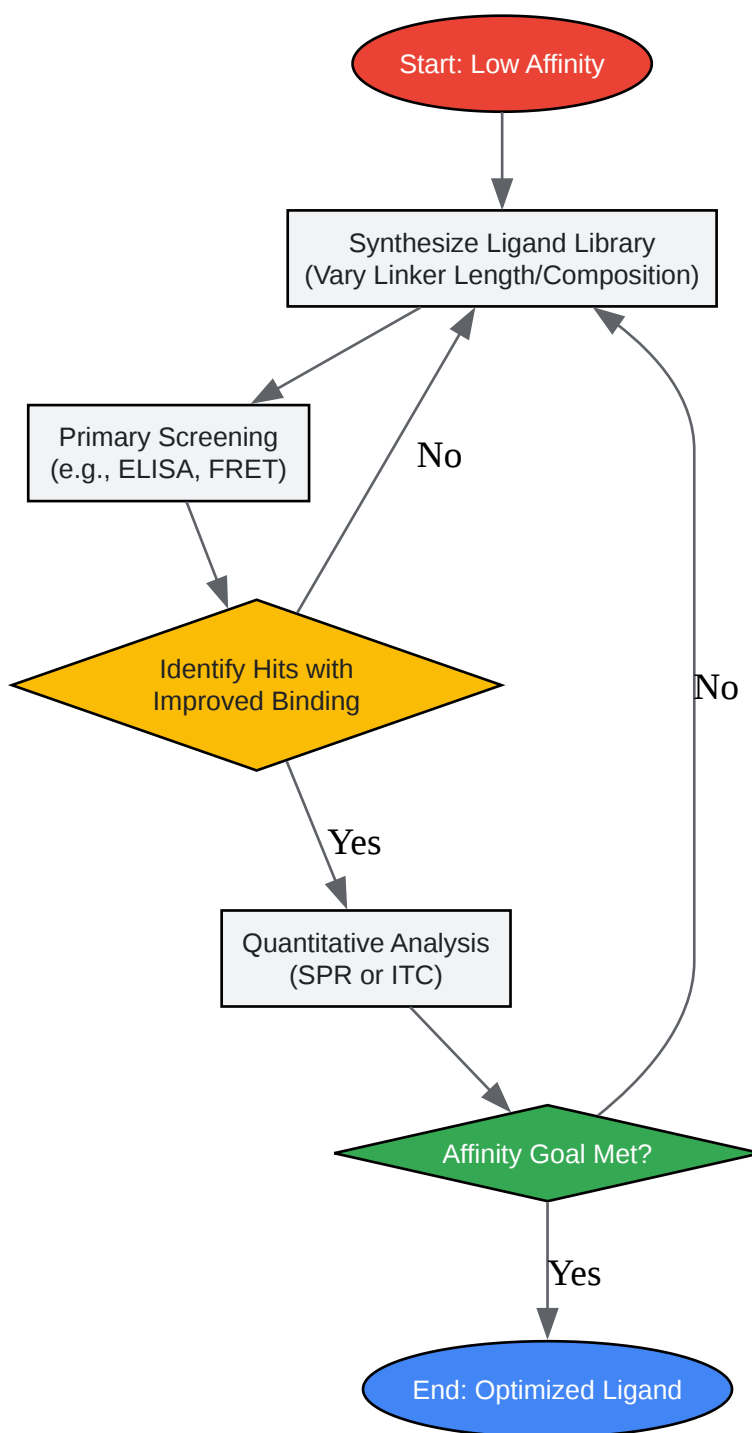 Start: Low Affinity
Synthesize Ligand Library
(Vary Linker Length/Composition)
Primary Screening
(e.g., ELISA, FRET)
No
Identify Hits with
Improved Binding
No
Yes
Quantitative Analysis
(SPR or ITC)
Affinity Goal Met?
Yes
End: Optimized Ligand